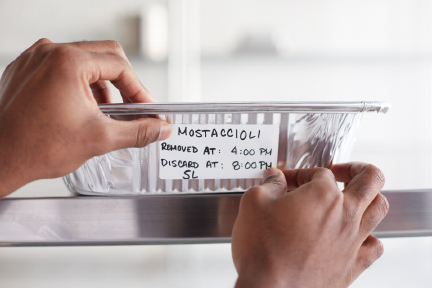 MOSTACCIOLI
REMOVED AT: 4:00 PM
DISCARD AT: 8:00 PM
SL